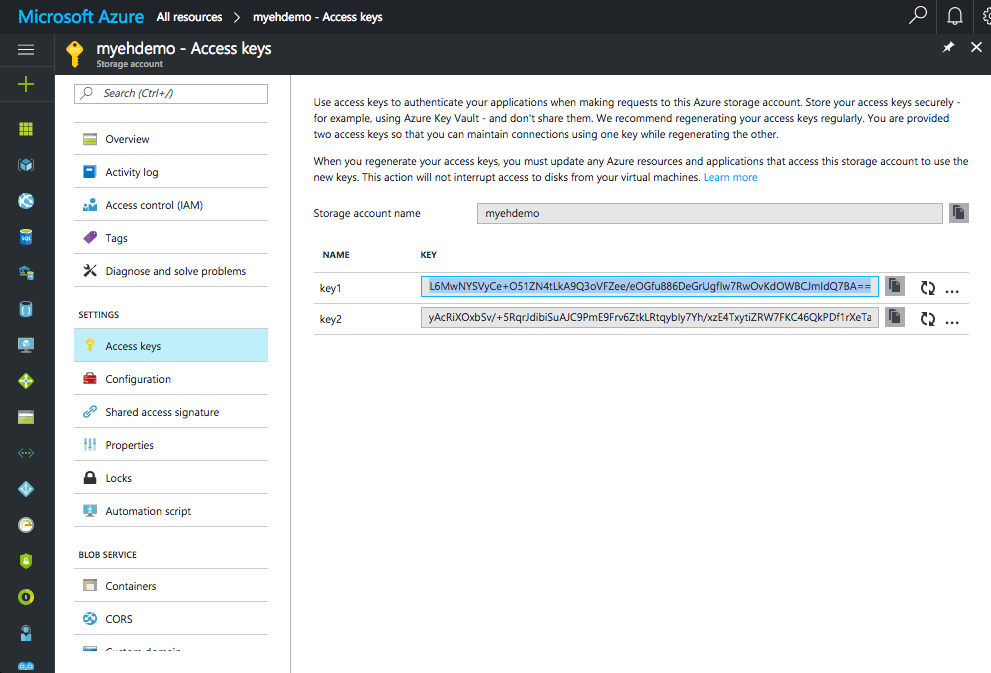 Microsoft Azure All resources > myehdemo - Access keys
myehdemo - Access keys
Storage account
Search (Ctrl+/)
Overview
Activity log
Access control (IAM)
Tags
Diagnose and solve problems
SETTINGS
Access keys
Configuration
Shared access signature
Properties
Locks
Automation script
BLOB SERVICE
Containers
CORS
Use access keys to authenticate your applications when making requests to this Azure storage account. Store your access keys securely -
for example, using Azure Key Vault - and don't share them. We recommend regenerating your access keys regularly. You are provided
two access keys so that you can maintain connections using one key while regenerating the other.
When you regenerate your access keys, you must update any Azure resources and applications that access this storage account to use the
new keys. This action will not interrupt access to disks from your virtual machines. Learn more
Storage account name myehdemo
NAME KEY
key1
key2